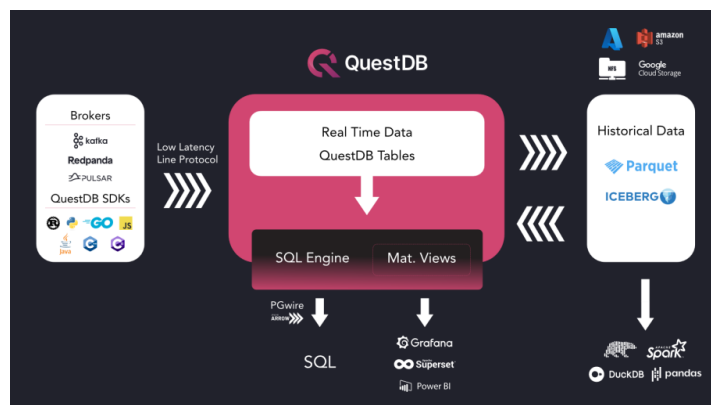 QuestDB
amazon
S3
NFS
Google
Cloud Storage
Brokers
kafka
Redpanda
PULSAR
QuestDB SDKs
GO
JS
Java
C
C
Low Latency
Line Protocol
Real Time Data
QuestDB Tables
SQL Engine
Mat. Views
Historical Data
Parquet
ICEBERG
PGwire
ARROW
SQL
Grafana
Superset
Power BI
Spark
DuckDB
pandas